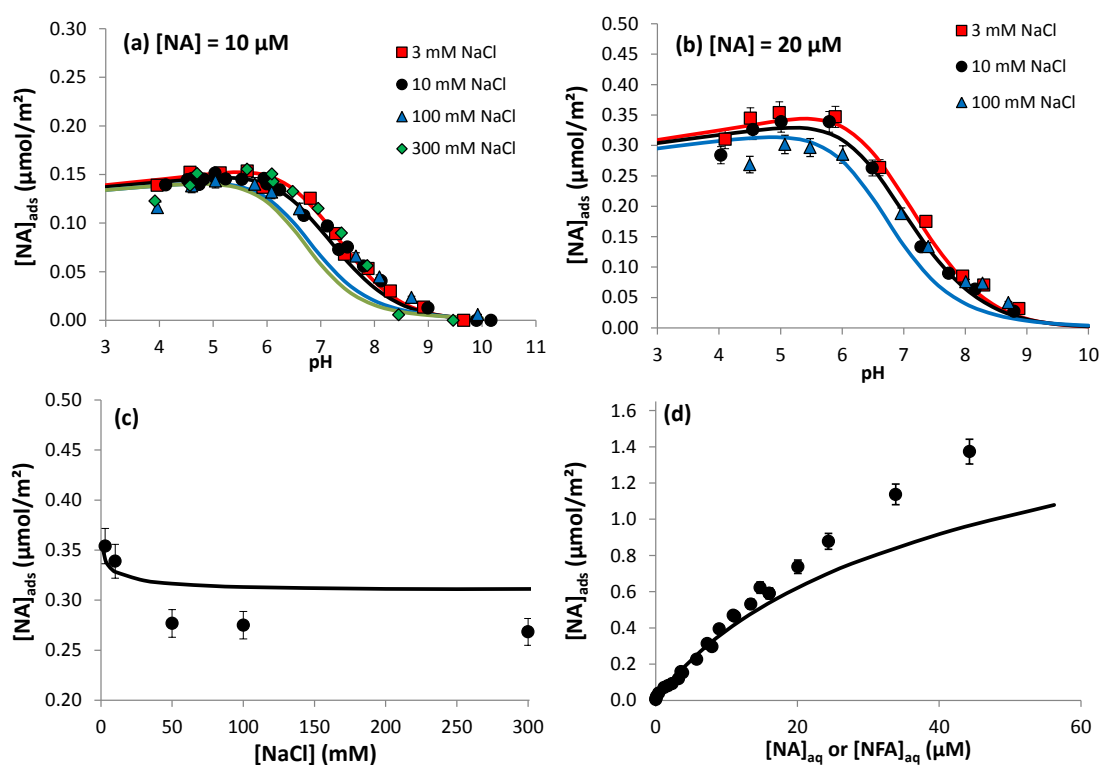 (a) [NA] = 10 µM
3 mM NaCl
10 mM NaCl
100 mM NaCl
300 mM NaCl
0.30
0.25
0.20
0.15
0.10
0.05
0.00
[NA]ads (µmol/m²)
3 4 5 6 7 8 9 10 11
pH
(b) [NA] = 20 µM
3 mM NaCl
10 mM NaCl
100 mM NaCl
0.50
0.45
0.40
0.35
0.30
0.25
0.20
0.15
0.10
0.05
0.00
[NA]ads (µmol/m²)
3 4 5 6 7 8 9 10
pH
(c)
0.50
0.45
0.40
0.35
0.30
0.25
0.20
[NA]ads (µmol/m²)
0 50 100 150 200 250 300
[NaCl] (mM)
(d)
1.6
1.4
1.2
1.0
0.8
0.6
0.4
0.2
0.0
[NA]ads (µmol/m²)
0 20 40 60
[NA]aq or [NFA]aq (µM)